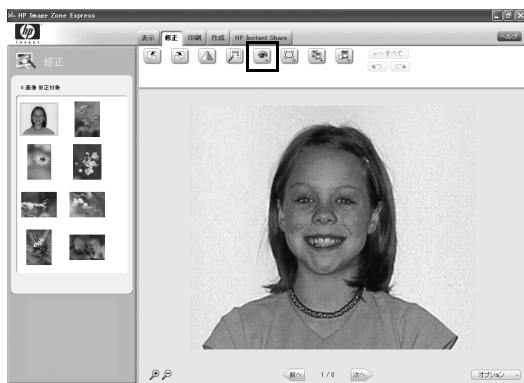 HP Image Zone Express
hp
invent
表示 修正 印刷 作成 HP Instant Share
ヘルプ
修正
すべて
8 画像 修正対象
前へ 1 / 8 次へ
オプション